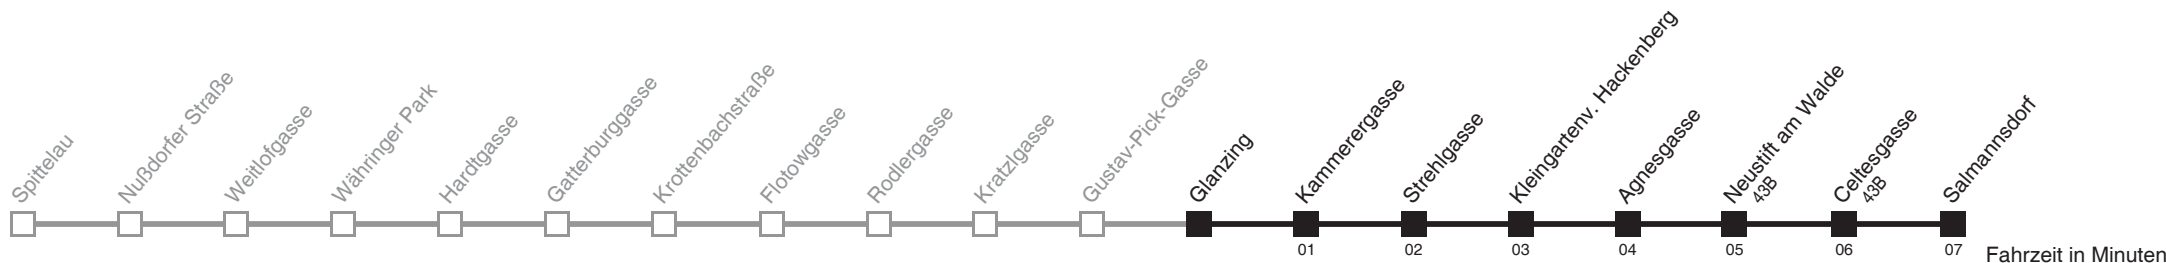 Spittelau
Nußdorfer Straße
Weitlofgasse
Währinger Park
Hardtgasse
Gatterburggasse
Krottenbachstraße
Flotowgasse
Rodlergasse
Kratzlgasse
Gustav-Pick-Gasse
Glanzing
Kammerergasse
Strehlgasse
Kleingartenv. Hackenberg
Agnesgasse
Neustift am Walde
43B
Celtesgasse
43B
Salmannsdorf
01 02 03 04 05 06 07 Fahrzeit in Minuten